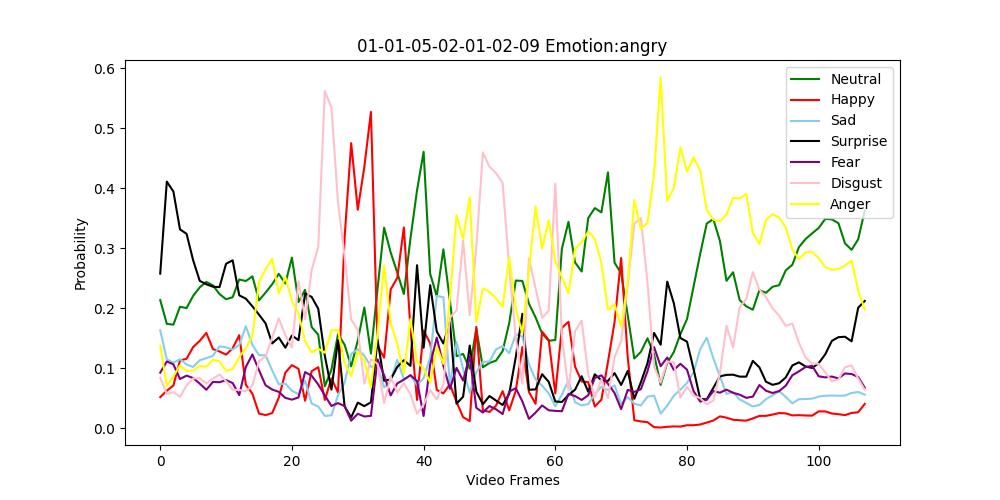 01-01-05-02-01-02-09 Emotion:angry
Probability
0.6
0.5
0.4
0.3
0.2
0.1
0.0
0 20 40 60 80 100
Video Frames
Neutral
Happy
Sad
Surprise
Fear
Disgust
Anger